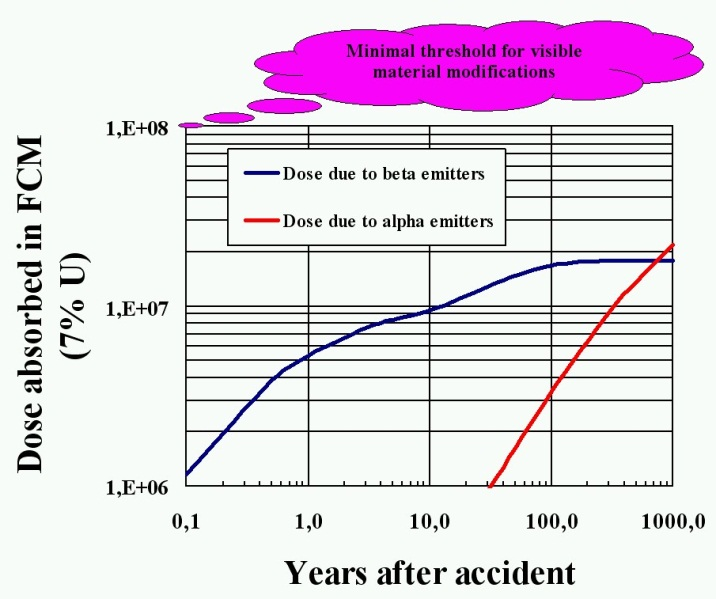 Minimal threshold for visible
material modifications
Dose absorbed in FCM
(7% U)
1,E+08
1,E+07
1,E+06
Dose due to beta emitters
Dose due to alpha emitters
0,1
1,0
10,0
100,0
1000,0
Years after accident